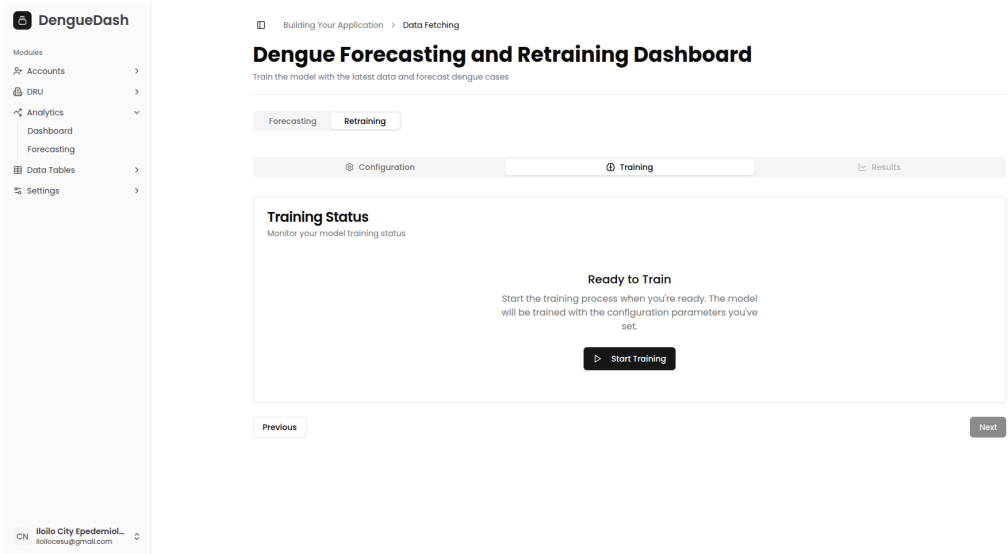 DengueDash
Modules
Accounts
DRU
Analytics
Dashboard
Forecasting
Data Tables
Settings
CN
Iloilo City Epedemiol...
iloilocesu@gmail.com
Building Your Application > Data Fetching
Dengue Forecasting and Retraining Dashboard
Train the model with the latest data and forecast dengue cases
Forecasting Retraining
Configuration Training Results
Training Status
Monitor your model training status
Ready to Train
Start the training process when you're ready. The model
will be trained with the configuration parameters you've
set.
Start Training
Previous Next